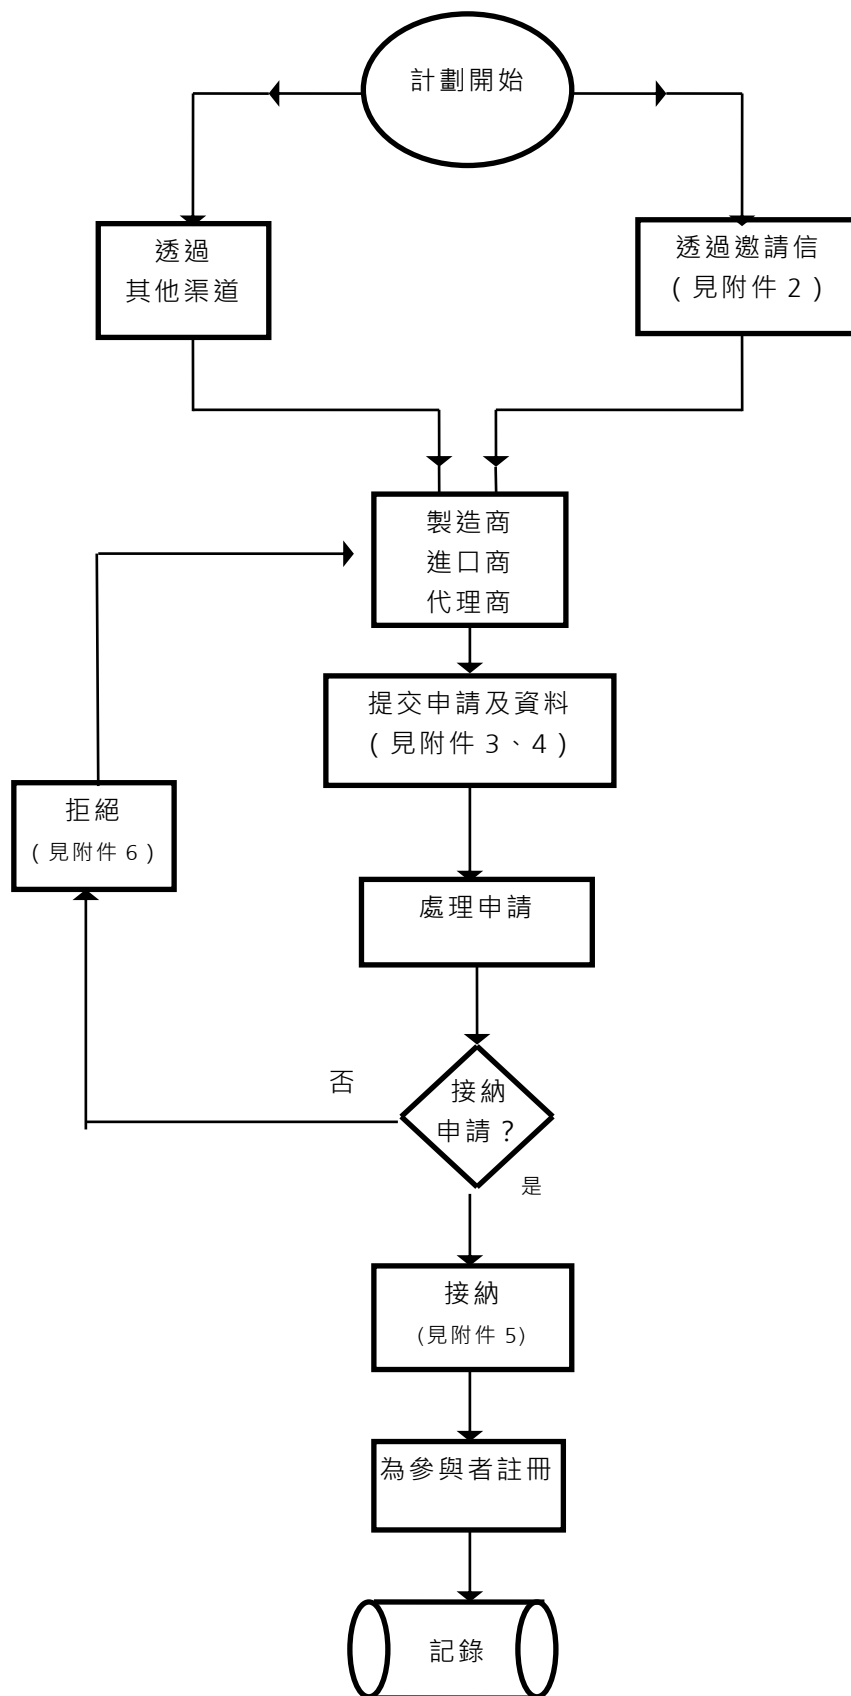 計劃開始
透過
其他渠道
透過邀請信
(見附件2)
製造商
進口商
代理商
提交申請及資料
(見附件3、4)
拒絕
(見附件6)
處理申請
否
接納
申請?
是
接納
(見附件5)
為參與者註冊
記錄